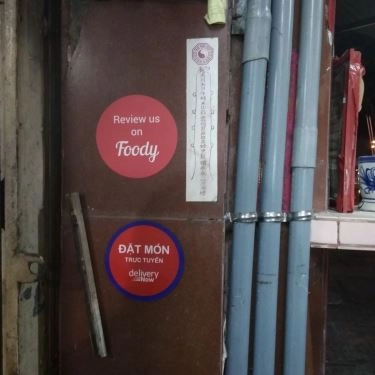 Review us
on
Foody
ĐẶT MÓN
TRỰC TUYẾN
delivery
Now